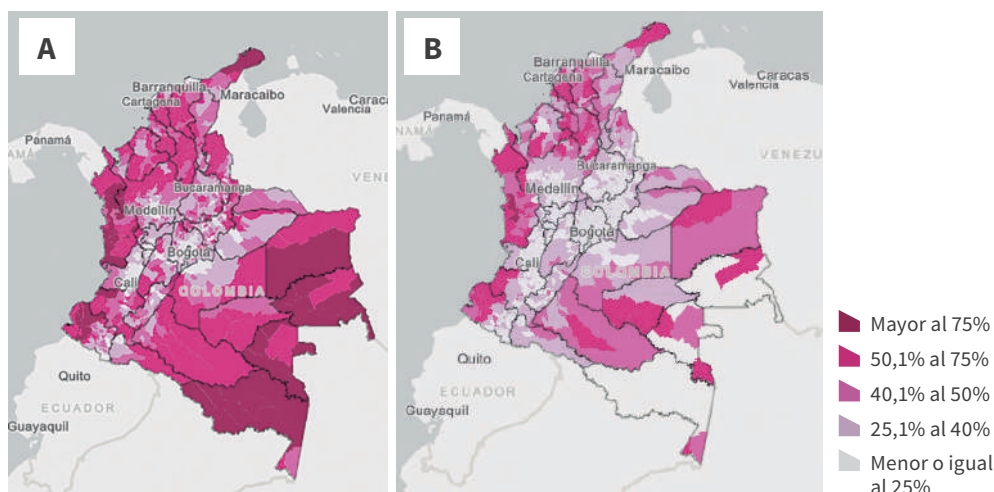 A
Barranquilla
Cartagena
Maracaibo
Caraca
Valencia
Panamá
AMÁ
VENE
Bucaramanga
Medellín
Bogotá
Cali
COLOMBIA
Quito
ECUADOR
Guayaquil
B
Barranquilla
Cartagena
Maracaibo
Caracas
Valencia
Panamá
NAMÁ
VENEZU
Bucaramanga
Medellín
Bogotá
Cali
COLOMBIA
Quito
ECUADOR
Guayaquil
Mayor al 75%
50,1% al 75%
40,1% al 50%
25,1% al 40%
Menor o igual
al 25%